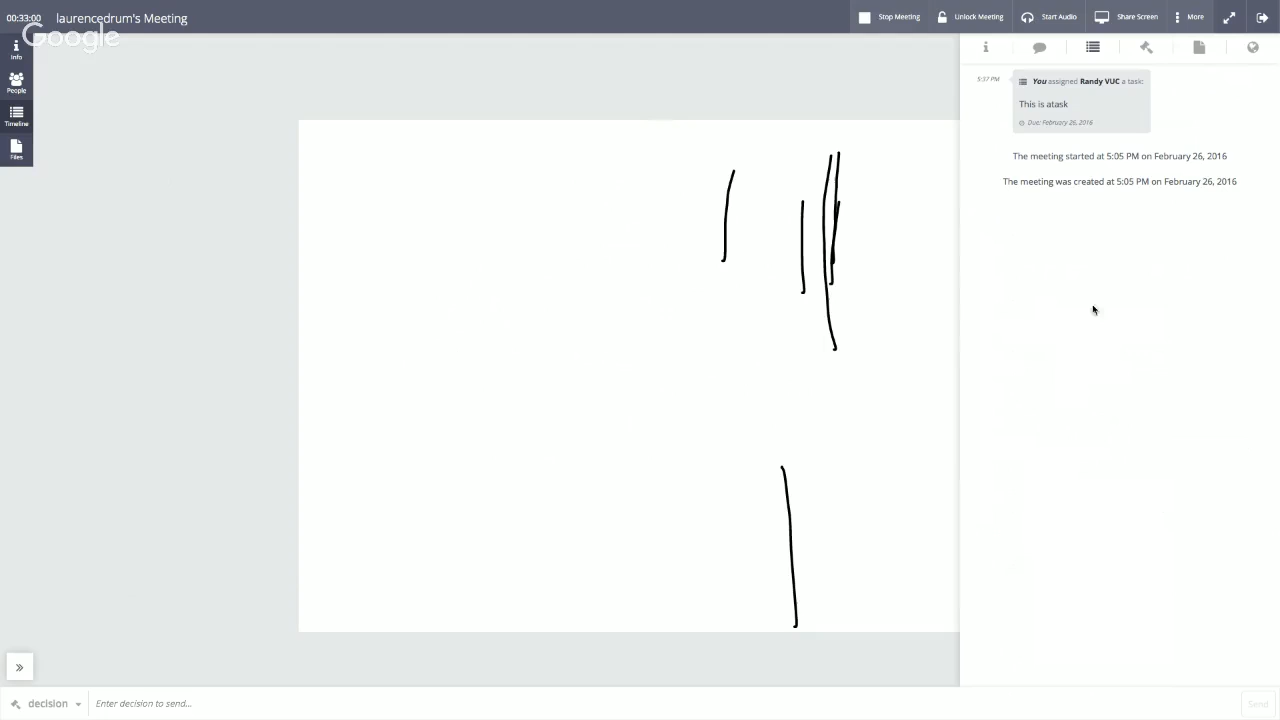 00:33:00
laurencedrum's Meeting
Stop Meeting
Unlock Meeting
Start Audio
Share Screen
More
Google
Info
People
Timeline
Files
5:37 PM
You assigned Randy VUC a task:
This is atask
Due: February 26, 2016
The meeting started at 5:05 PM on February 26, 2016
The meeting was created at 5:05 PM on February 26, 2016
decision
Enter decision to send...
Send